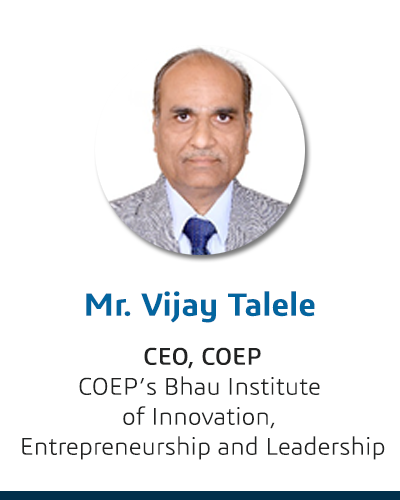 Mr. Vijay Talele
CEO, COEP
COEP's Bhau Institute
of Innovation,
Entrepreneurship and Leadership